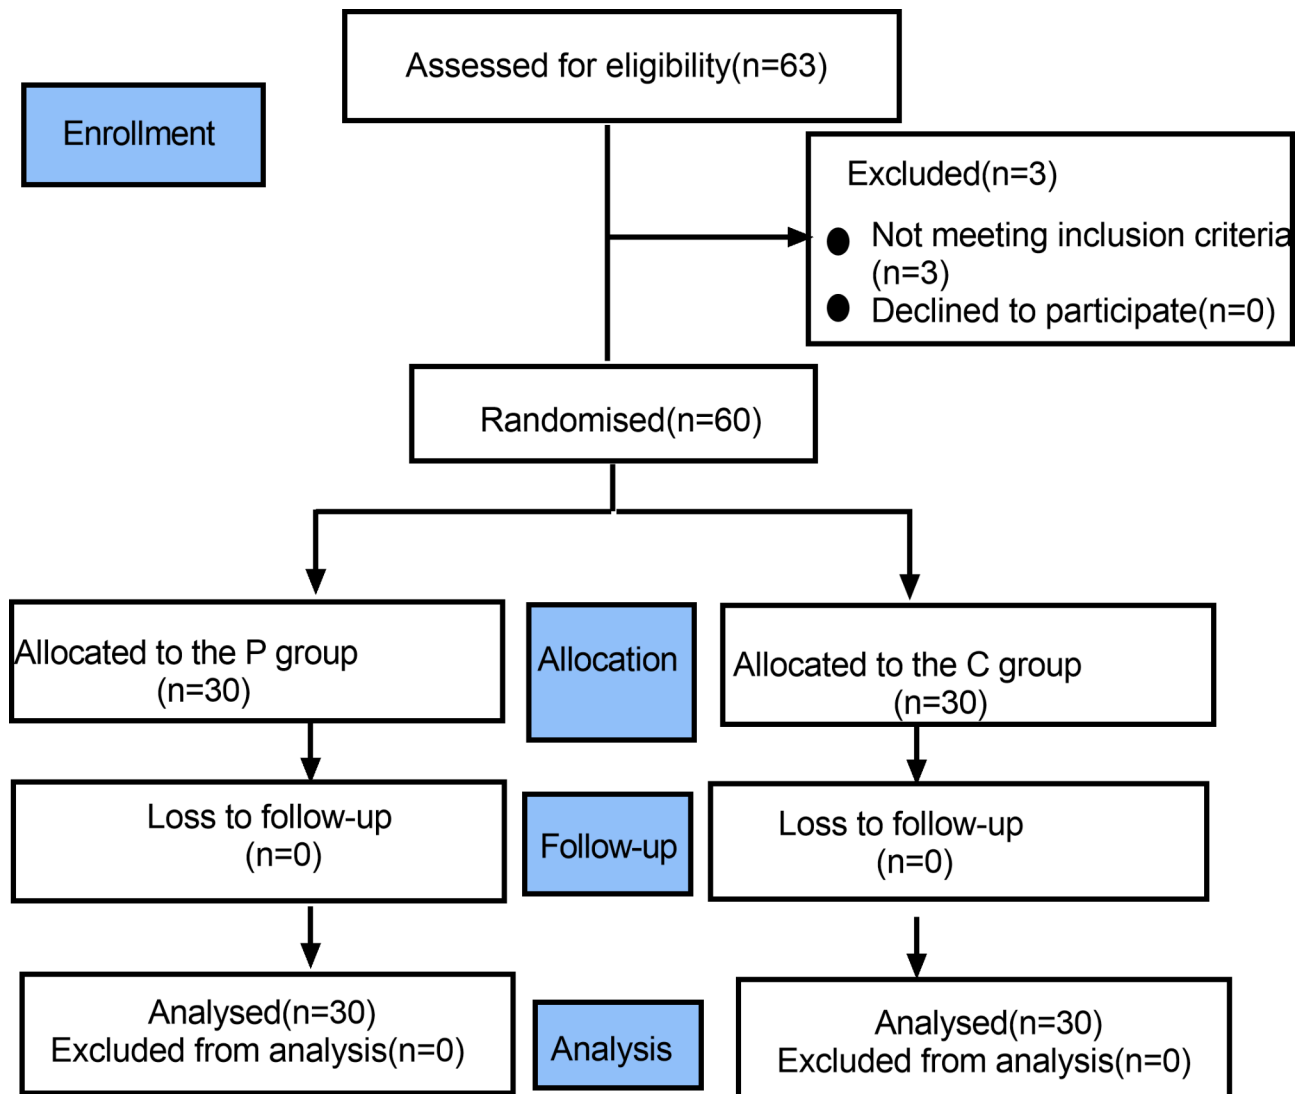 Assessed for eligibility(n=63)
Enrollment
Excluded(n=3)
Not meeting inclusion criteria
(n=3)
Declined to participate(n=0)
Randomised(n=60)
Allocated to the P group
(n=30)
Allocation
Allocated to the C group
(n=30)
Loss to follow-up
(n=0)
Follow-up
Loss to follow-up
(n=0)
Analysed(n=30)
Excluded from analysis(n=0)
Analysis
Analysed(n=30)
Excluded from analysis(n=0)